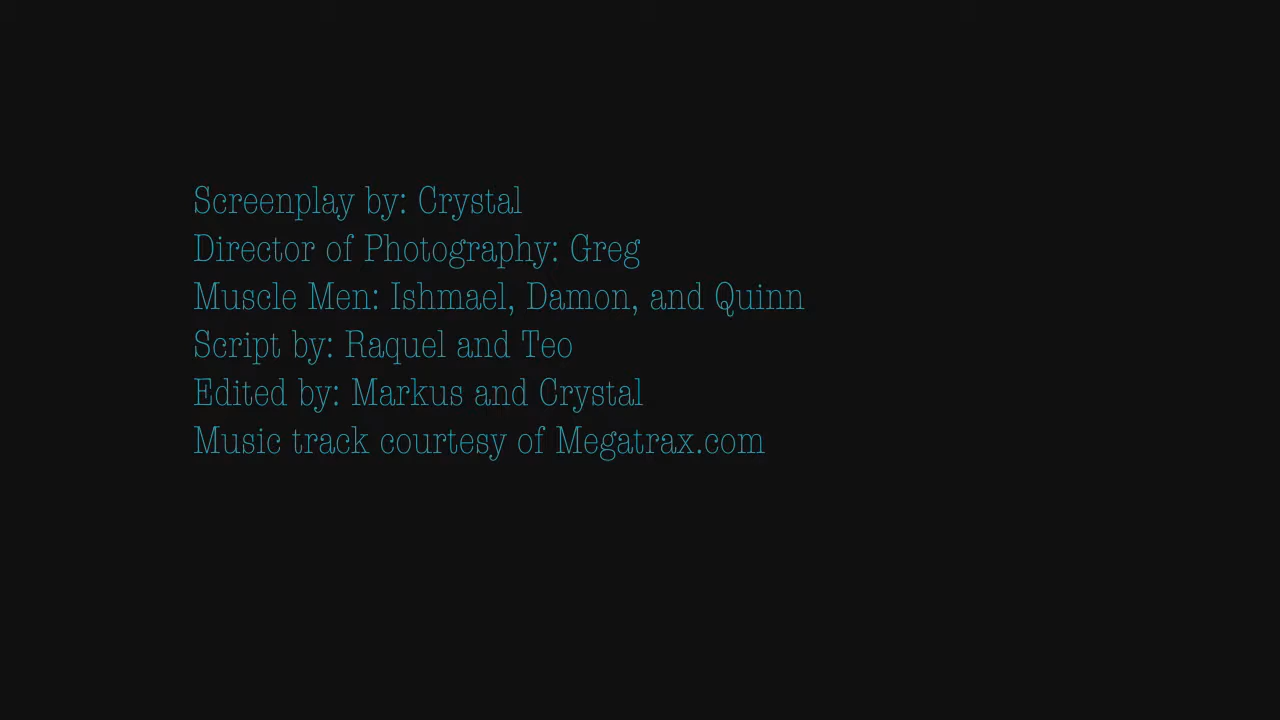 Screenplay by: Crystal
Director of Photography: Greg
Muscle Men: Ishmael, Damon, and Quinn
Script by: Raquel and Teo
Edited by: Markus and Crystal
Music track courtesy of Megatrax.com